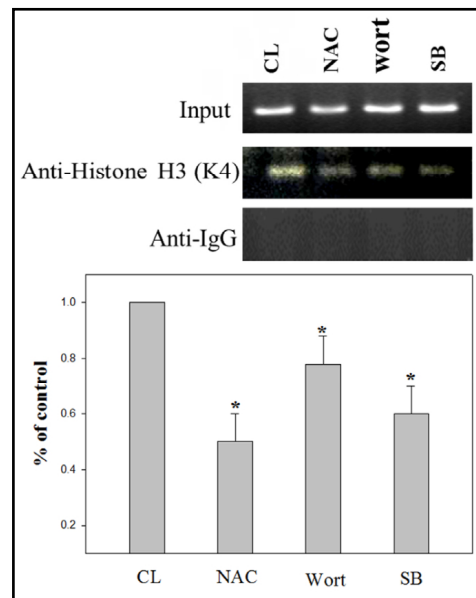 CL NAC wort SB
Input
Anti-Histone H3 (K4)
Anti-IgG
% of control
1.0
0.8
0.6
0.4
0.2
* * *
CL NAC Wort SB